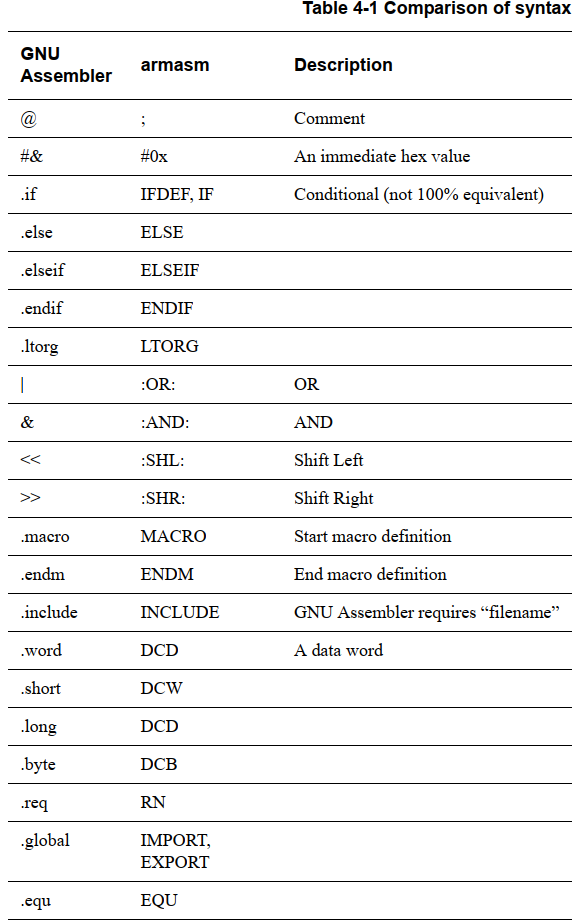 Table 4-1 Comparison of syntax
GNU Assembler armasm Description
@ ; Comment
#& #0x An immediate hex value
.if IFDEF, IF Conditional (not 100% equivalent)
.else ELSE
.elseif ELSEIF
.endif ENDIF
.ltorg LTORG
| :OR: OR
& :AND: AND
<< :SHL: Shift Left
>> :SHR: Shift Right
.macro MACRO Start macro definition
.endm ENDM End macro definition
.include INCLUDE GNU Assembler requires “filename”
.word DCD A data word
.short DCW
.long DCD
.byte DCB
.req RN
.global IMPORT,
EXPORT
.equ EQU